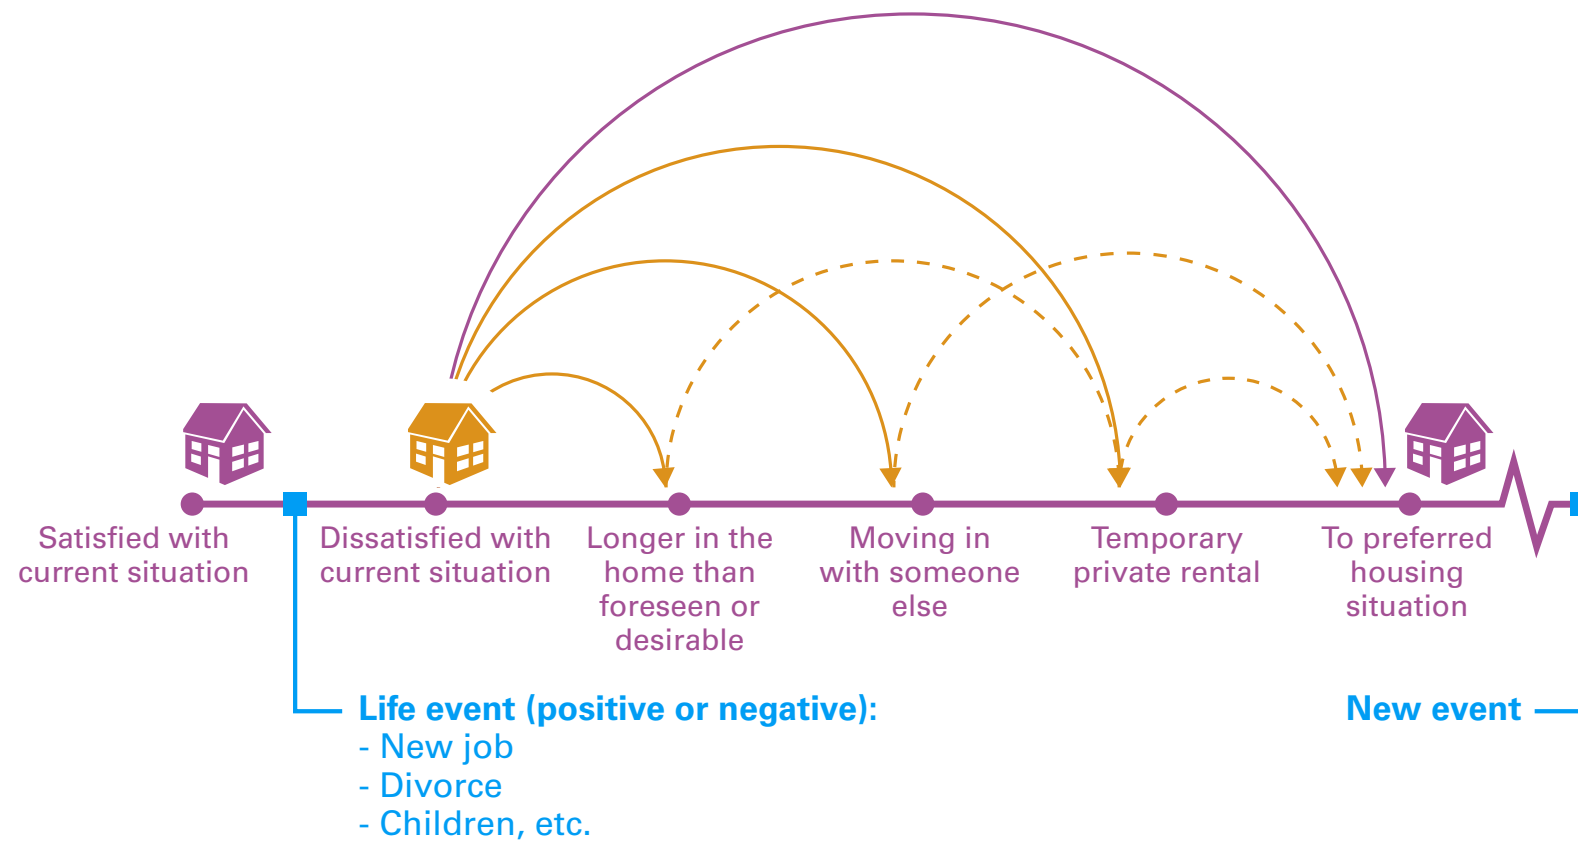 Satisfied with
current situation
Dissatisfied with
current situation
Longer in the
home than
foreseen or
desirable
Moving in
with someone
else
Temporary
private rental
To preferred
housing
situation
Life event (positive or negative):
- New job
- Divorce
- Children, etc.
New event